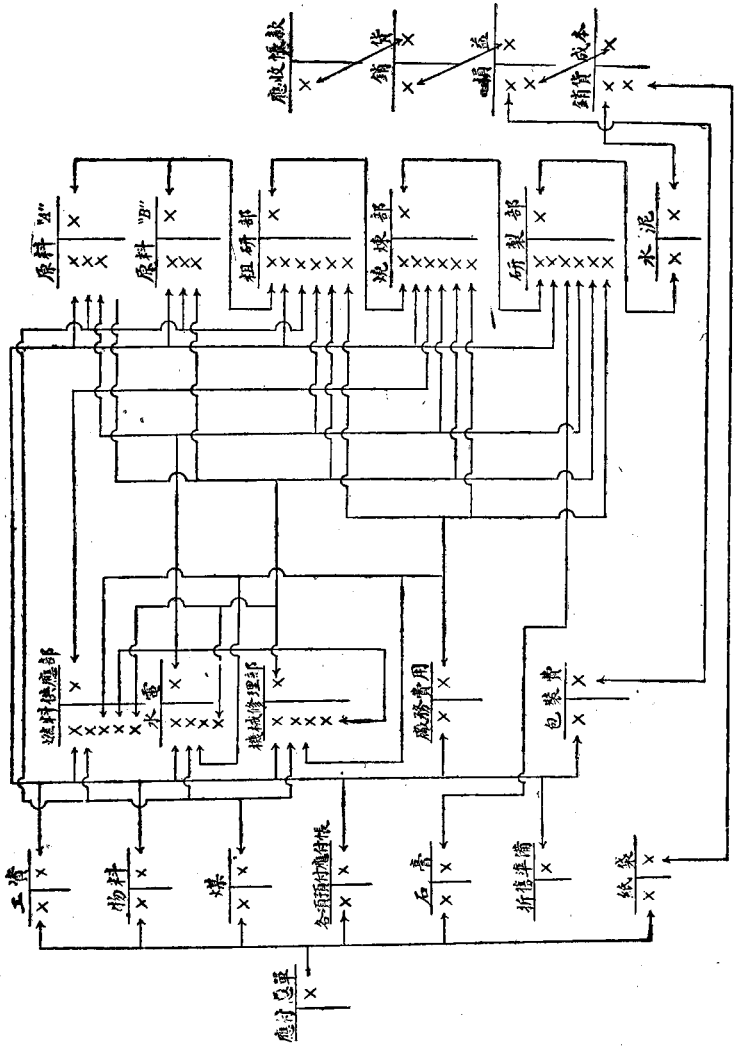 應收帳款
銷貨
損益
銷貨成本
原料 "A"
原料 "B"
粗研部
燒煉部
研製部
水泥
燃料供應部
水電
機械修理部
廠務費用
包裝費
工資
物料
煤
各項預付應付帳
石膏
折舊準備
紙袋
應付憑單